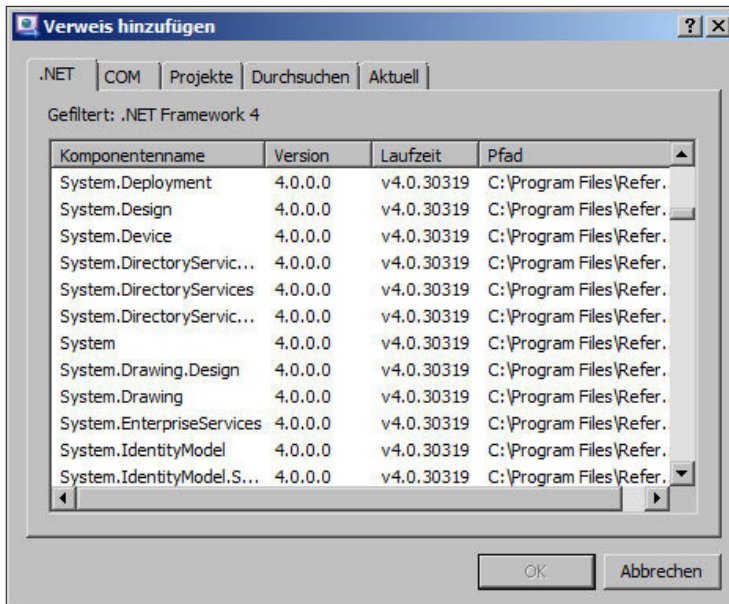 Verweis hinzufügen
.NET COM Projekte Durchsuchen Aktuell
Gefiltert: .NET Framework 4
Komponentenname Version Laufzeit Pfad
System.Deployment 4.0.0.0 v4.0.30319 C:\Program Files\Refer..
System.Design 4.0.0.0 v4.0.30319 C:\Program Files\Refer..
System.Device 4.0.0.0 v4.0.30319 C:\Program Files\Refer..
System.DirectoryServic... 4.0.0.0 v4.0.30319 C:\Program Files\Refer..
System.DirectoryServices 4.0.0.0 v4.0.30319 C:\Program Files\Refer..
System.DirectoryServic... 4.0.0.0 v4.0.30319 C:\Program Files\Refer..
System 4.0.0.0 v4.0.30319 C:\Program Files\Refer..
System.Drawing.Design 4.0.0.0 v4.0.30319 C:\Program Files\Refer..
System.Drawing 4.0.0.0 v4.0.30319 C:\Program Files\Refer..
System.EnterpriseServices 4.0.0.0 v4.0.30319 C:\Program Files\Refer..
System.IdentityModel 4.0.0.0 v4.0.30319 C:\Program Files\Refer..
System.IdentityModel.S... 4.0.0.0 v4.0.30319 C:\Program Files\Refer..
OK Abbrechen